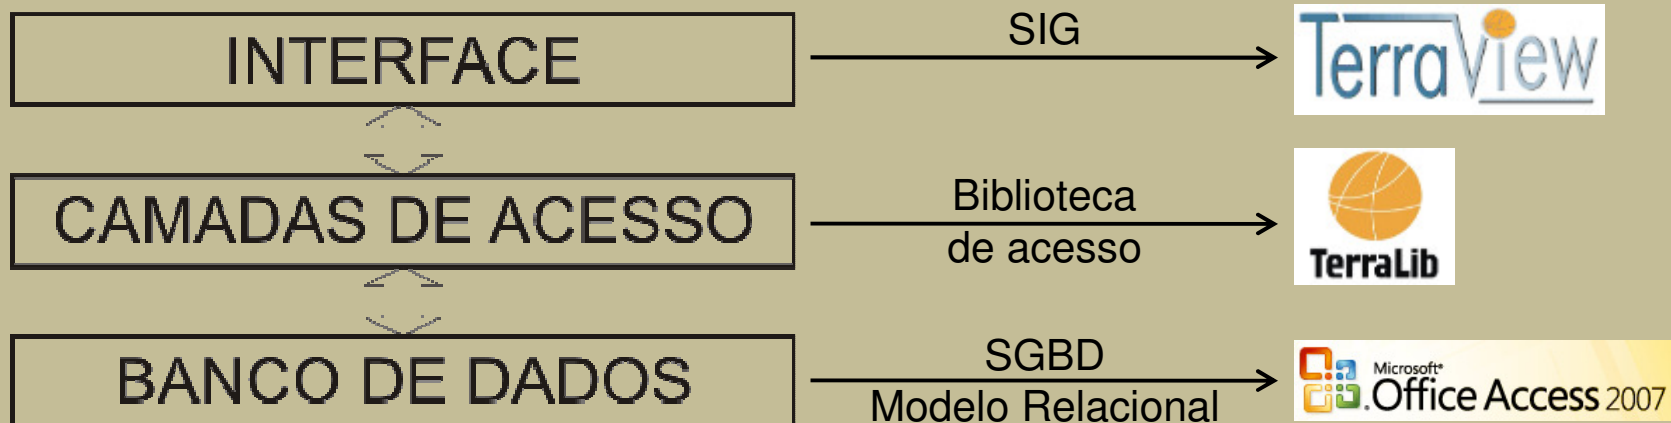 INTERFACE
SIG
TerraView
CAMADAS DE ACESSO
Biblioteca
de acesso
TerraLib
BANCO DE DADOS
SGBD
Modelo Relacional
Microsoft®
Office Access 2007